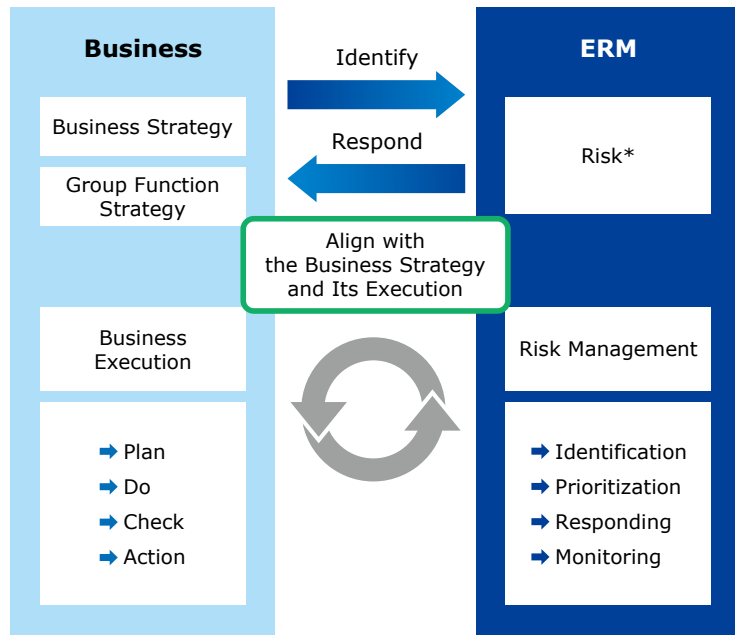 Business
Business Strategy
Group Function
Strategy
Business
Execution
Plan
Do
Check
Action
Identify
Respond
Align with
the Business Strategy
and Its Execution
ERM
Risk*
Risk Management
Identification
Prioritization
Responding
Monitoring